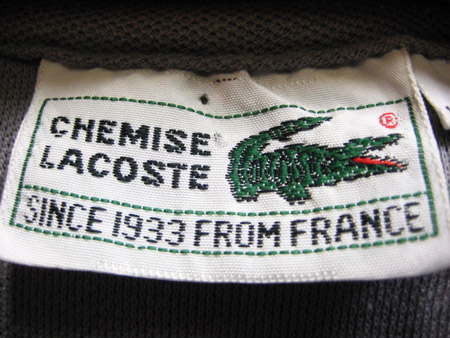 CHEMISE
LACOSTE
®
SINCE 1933 FROM FRANCE